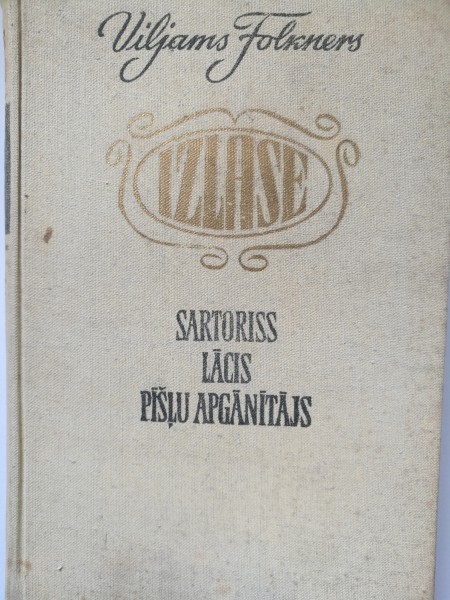 Viljams Folkners
IZLASE
SARTORISS
LĀCIS
PĪŠĻU APGĀNĪTĀJS